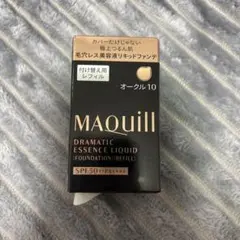 カバーだけじゃない
極上つるん肌
毛穴レス美容液リキッドファンデ
付け替え用
レフィル
オークル10
MAQuill
DRAMATIC
ESSENCE LIQUID
(FOUNDATION)(REFILL)
SPF50+・PA++++